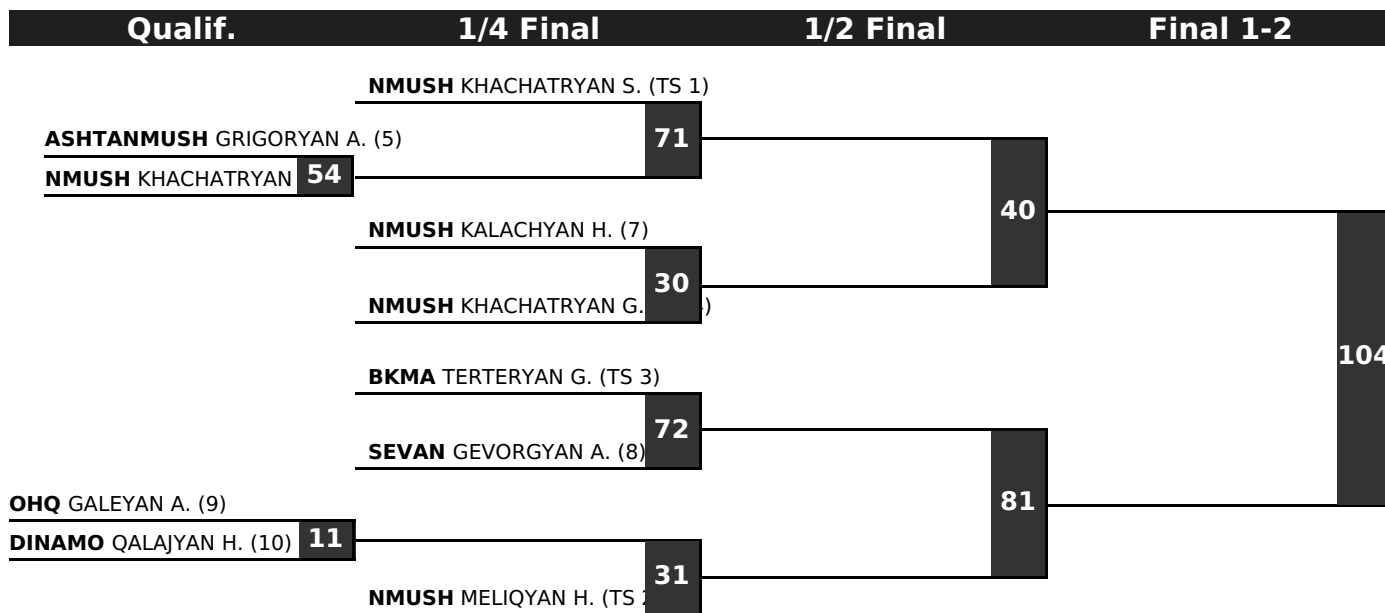 Qualif. 1/4 Final 1/2 Final Final 1-2
NMUSH KHACHATRYAN S. (TS 1)
71
ASHTANMUSH GRIGORYAN A. (5)
54
NMUSH KHACHATRYAN
40
NMUSH KALACHYAN H. (7)
30
NMUSH KHACHATRYAN G.
104
BKMA TERTERYAN G. (TS 3)
72
SEVAN GEVORGYAN A. (8)
81
OHQ GALEYAN A. (9)
11
DINAMO QALAJYAN H. (10)
31
NMUSH MELIQYAN H. (TS